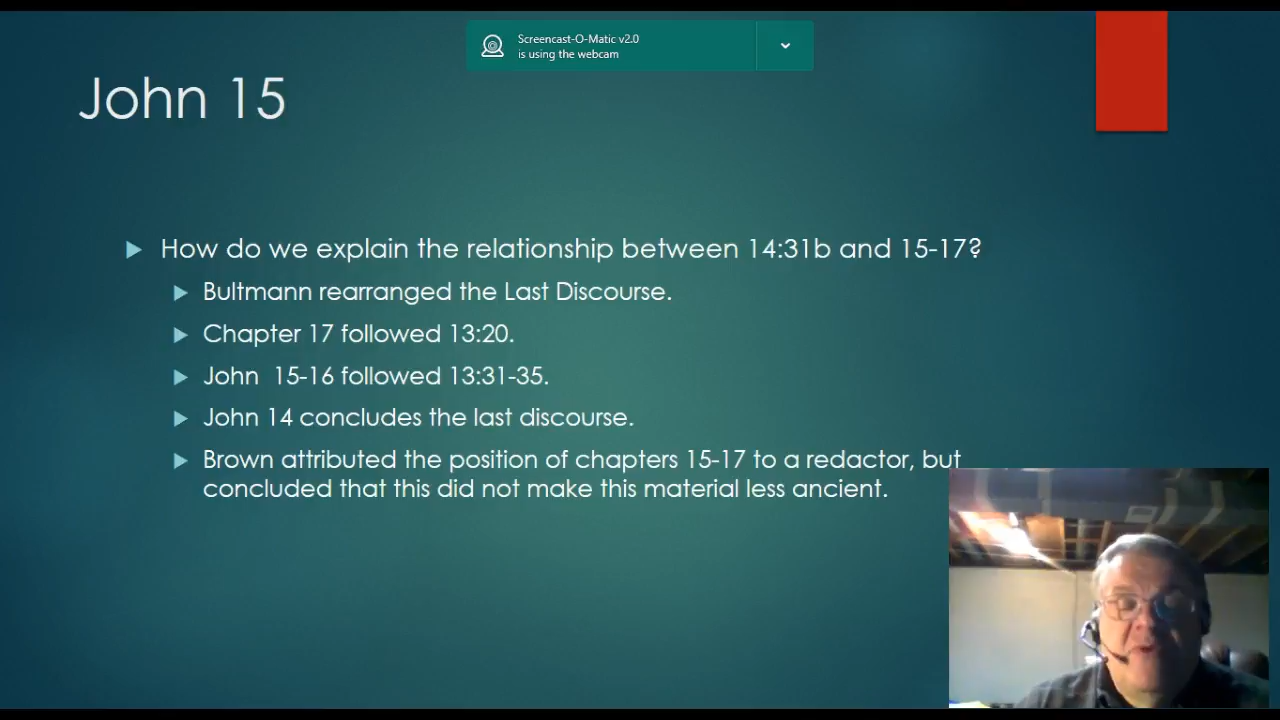 Screencast-O-Matic v2.0
is using the webcam
John 15
How do we explain the relationship between 14:31b and 15-17?
Bultmann rearranged the Last Discourse.
Chapter 17 followed 13:20.
John  15-16 followed 13:31-35.
John 14 concludes the last discourse.
Brown attributed the position of chapters 15-17 to a redactor, but
concluded that this did not make this material less ancient.